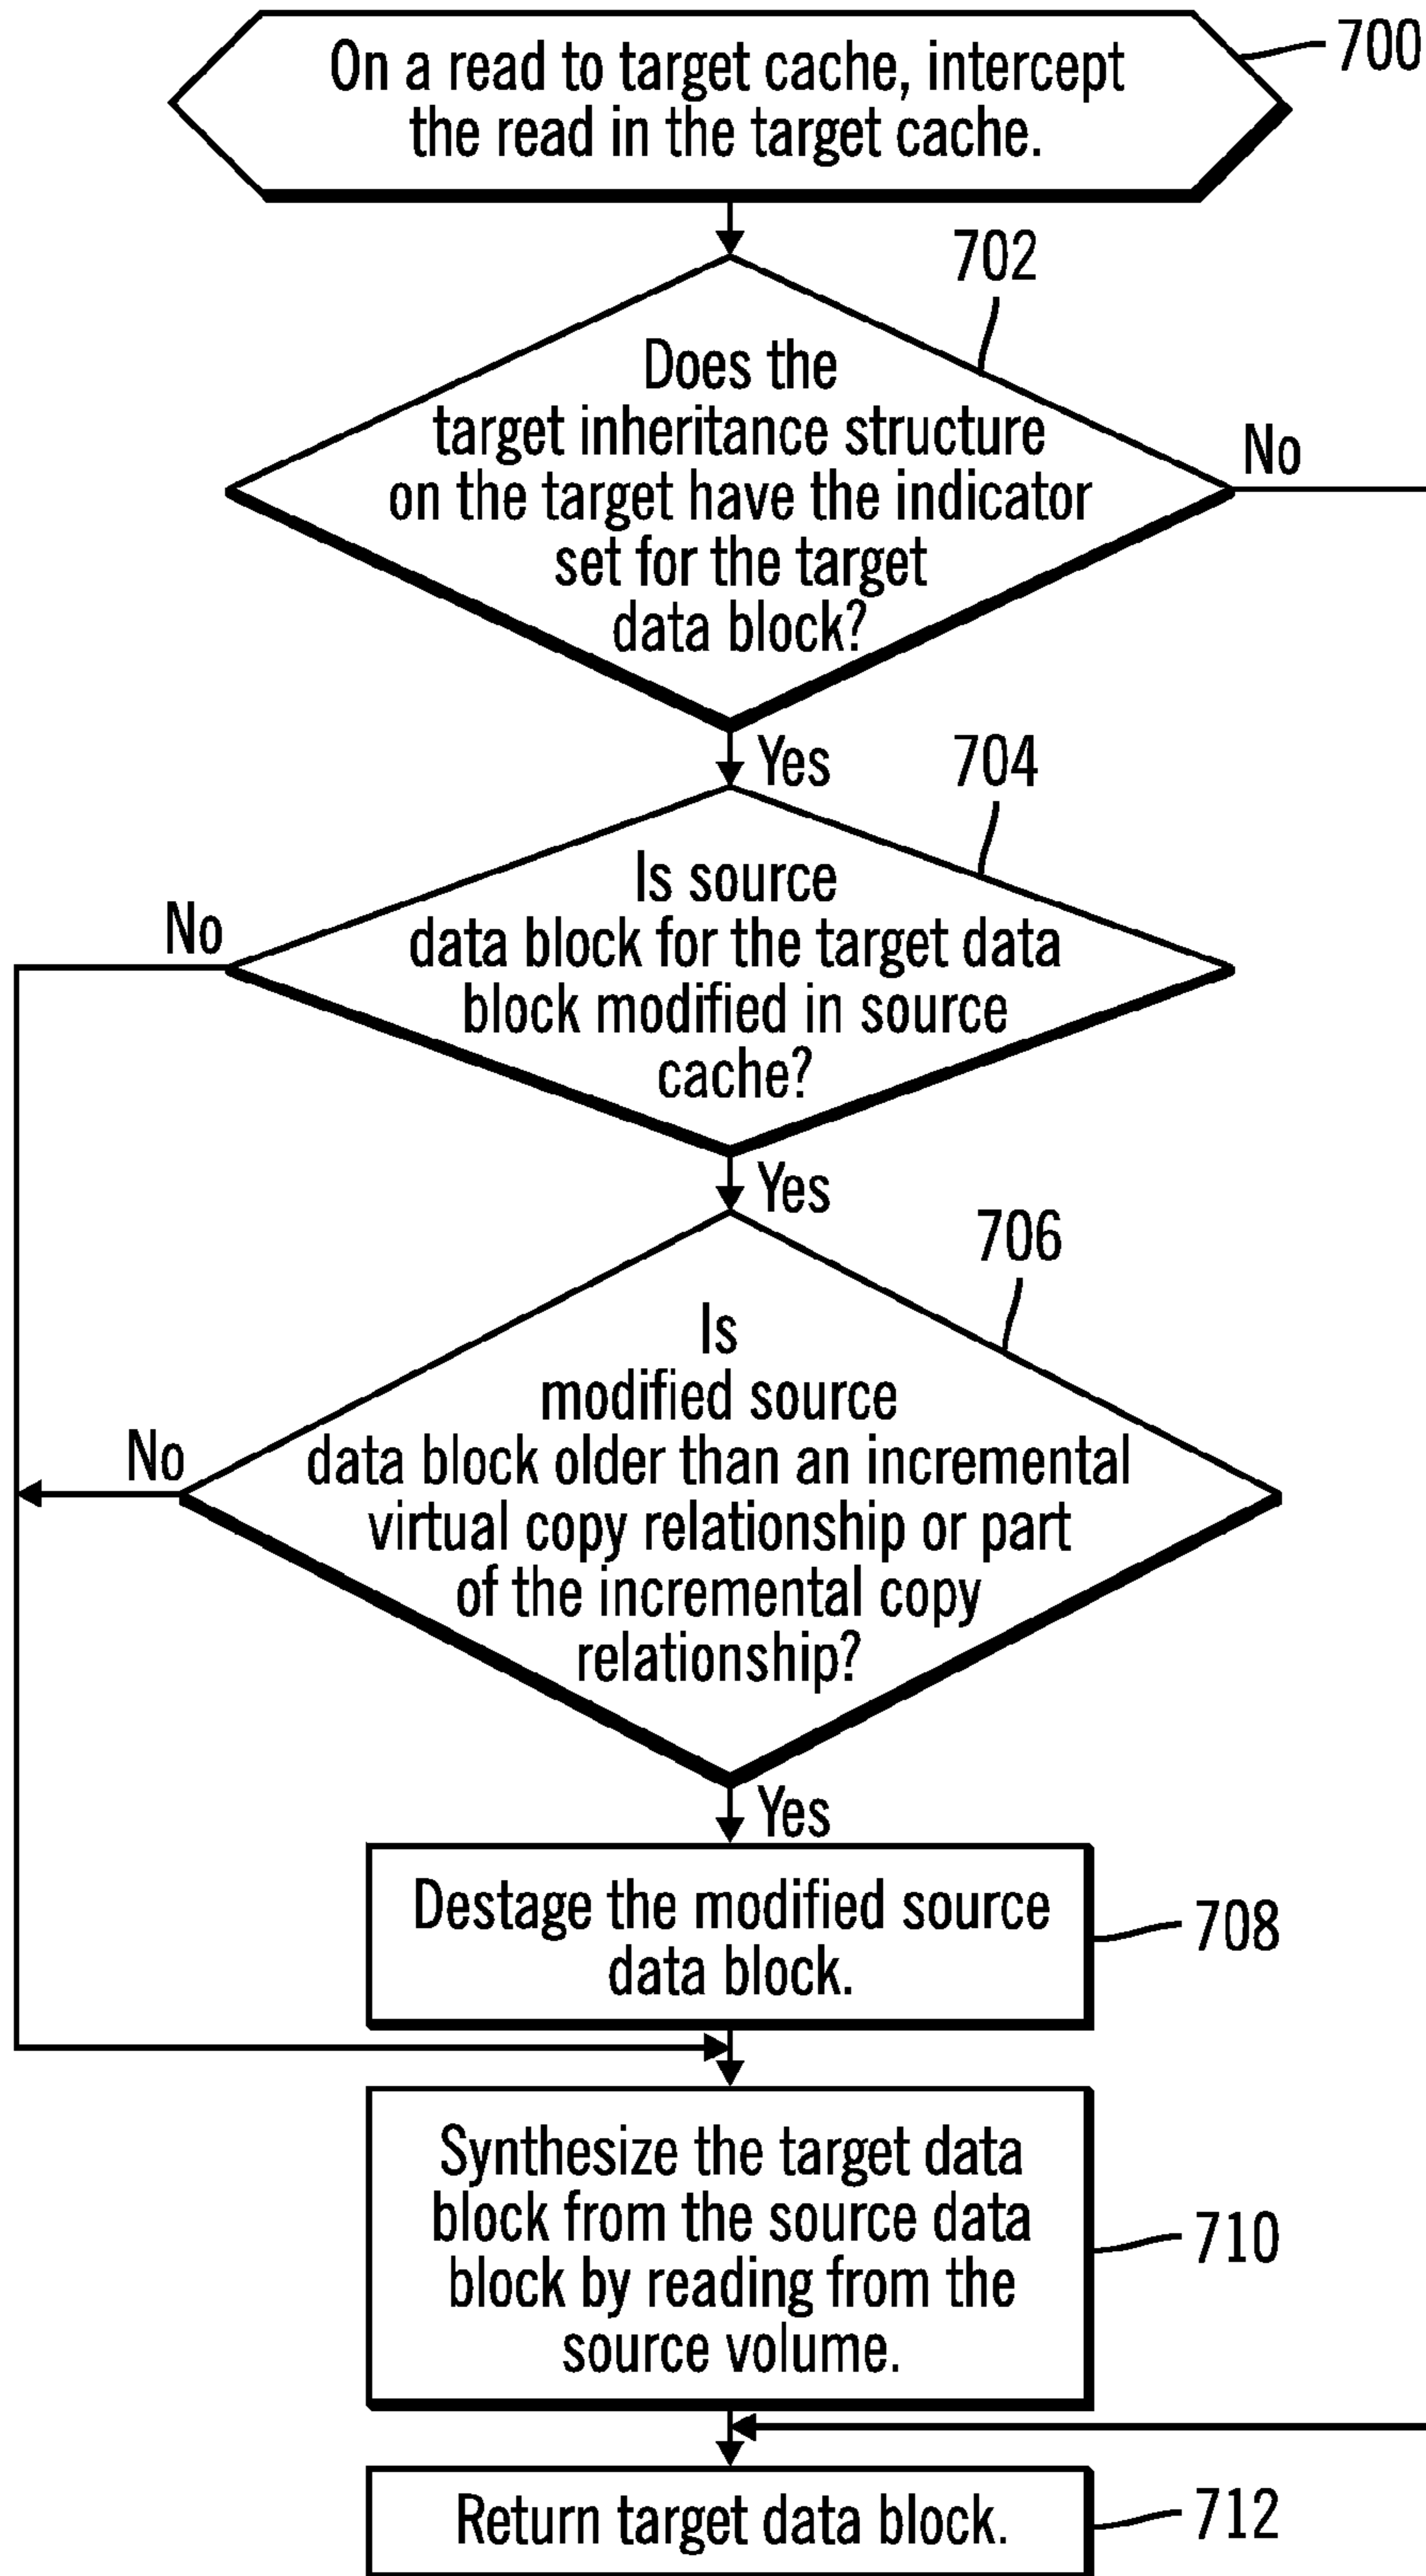 On a read to target cache, intercept
the read in the target cache.
700
702
Does the
target inheritance structure
on the target have the indicator
set for the target
data block?
No
Yes
704
Is source
data block for the target data
block modified in source
cache?
No
Yes
706
Is
modified source
data block older than an incremental
virtual copy relationship or part
of the incremental copy
relationship?
No
Yes
Destage the modified source
data block.
708
Synthesize the target data
block from the source data
block by reading from the
source volume.
710
Return target data block.
712